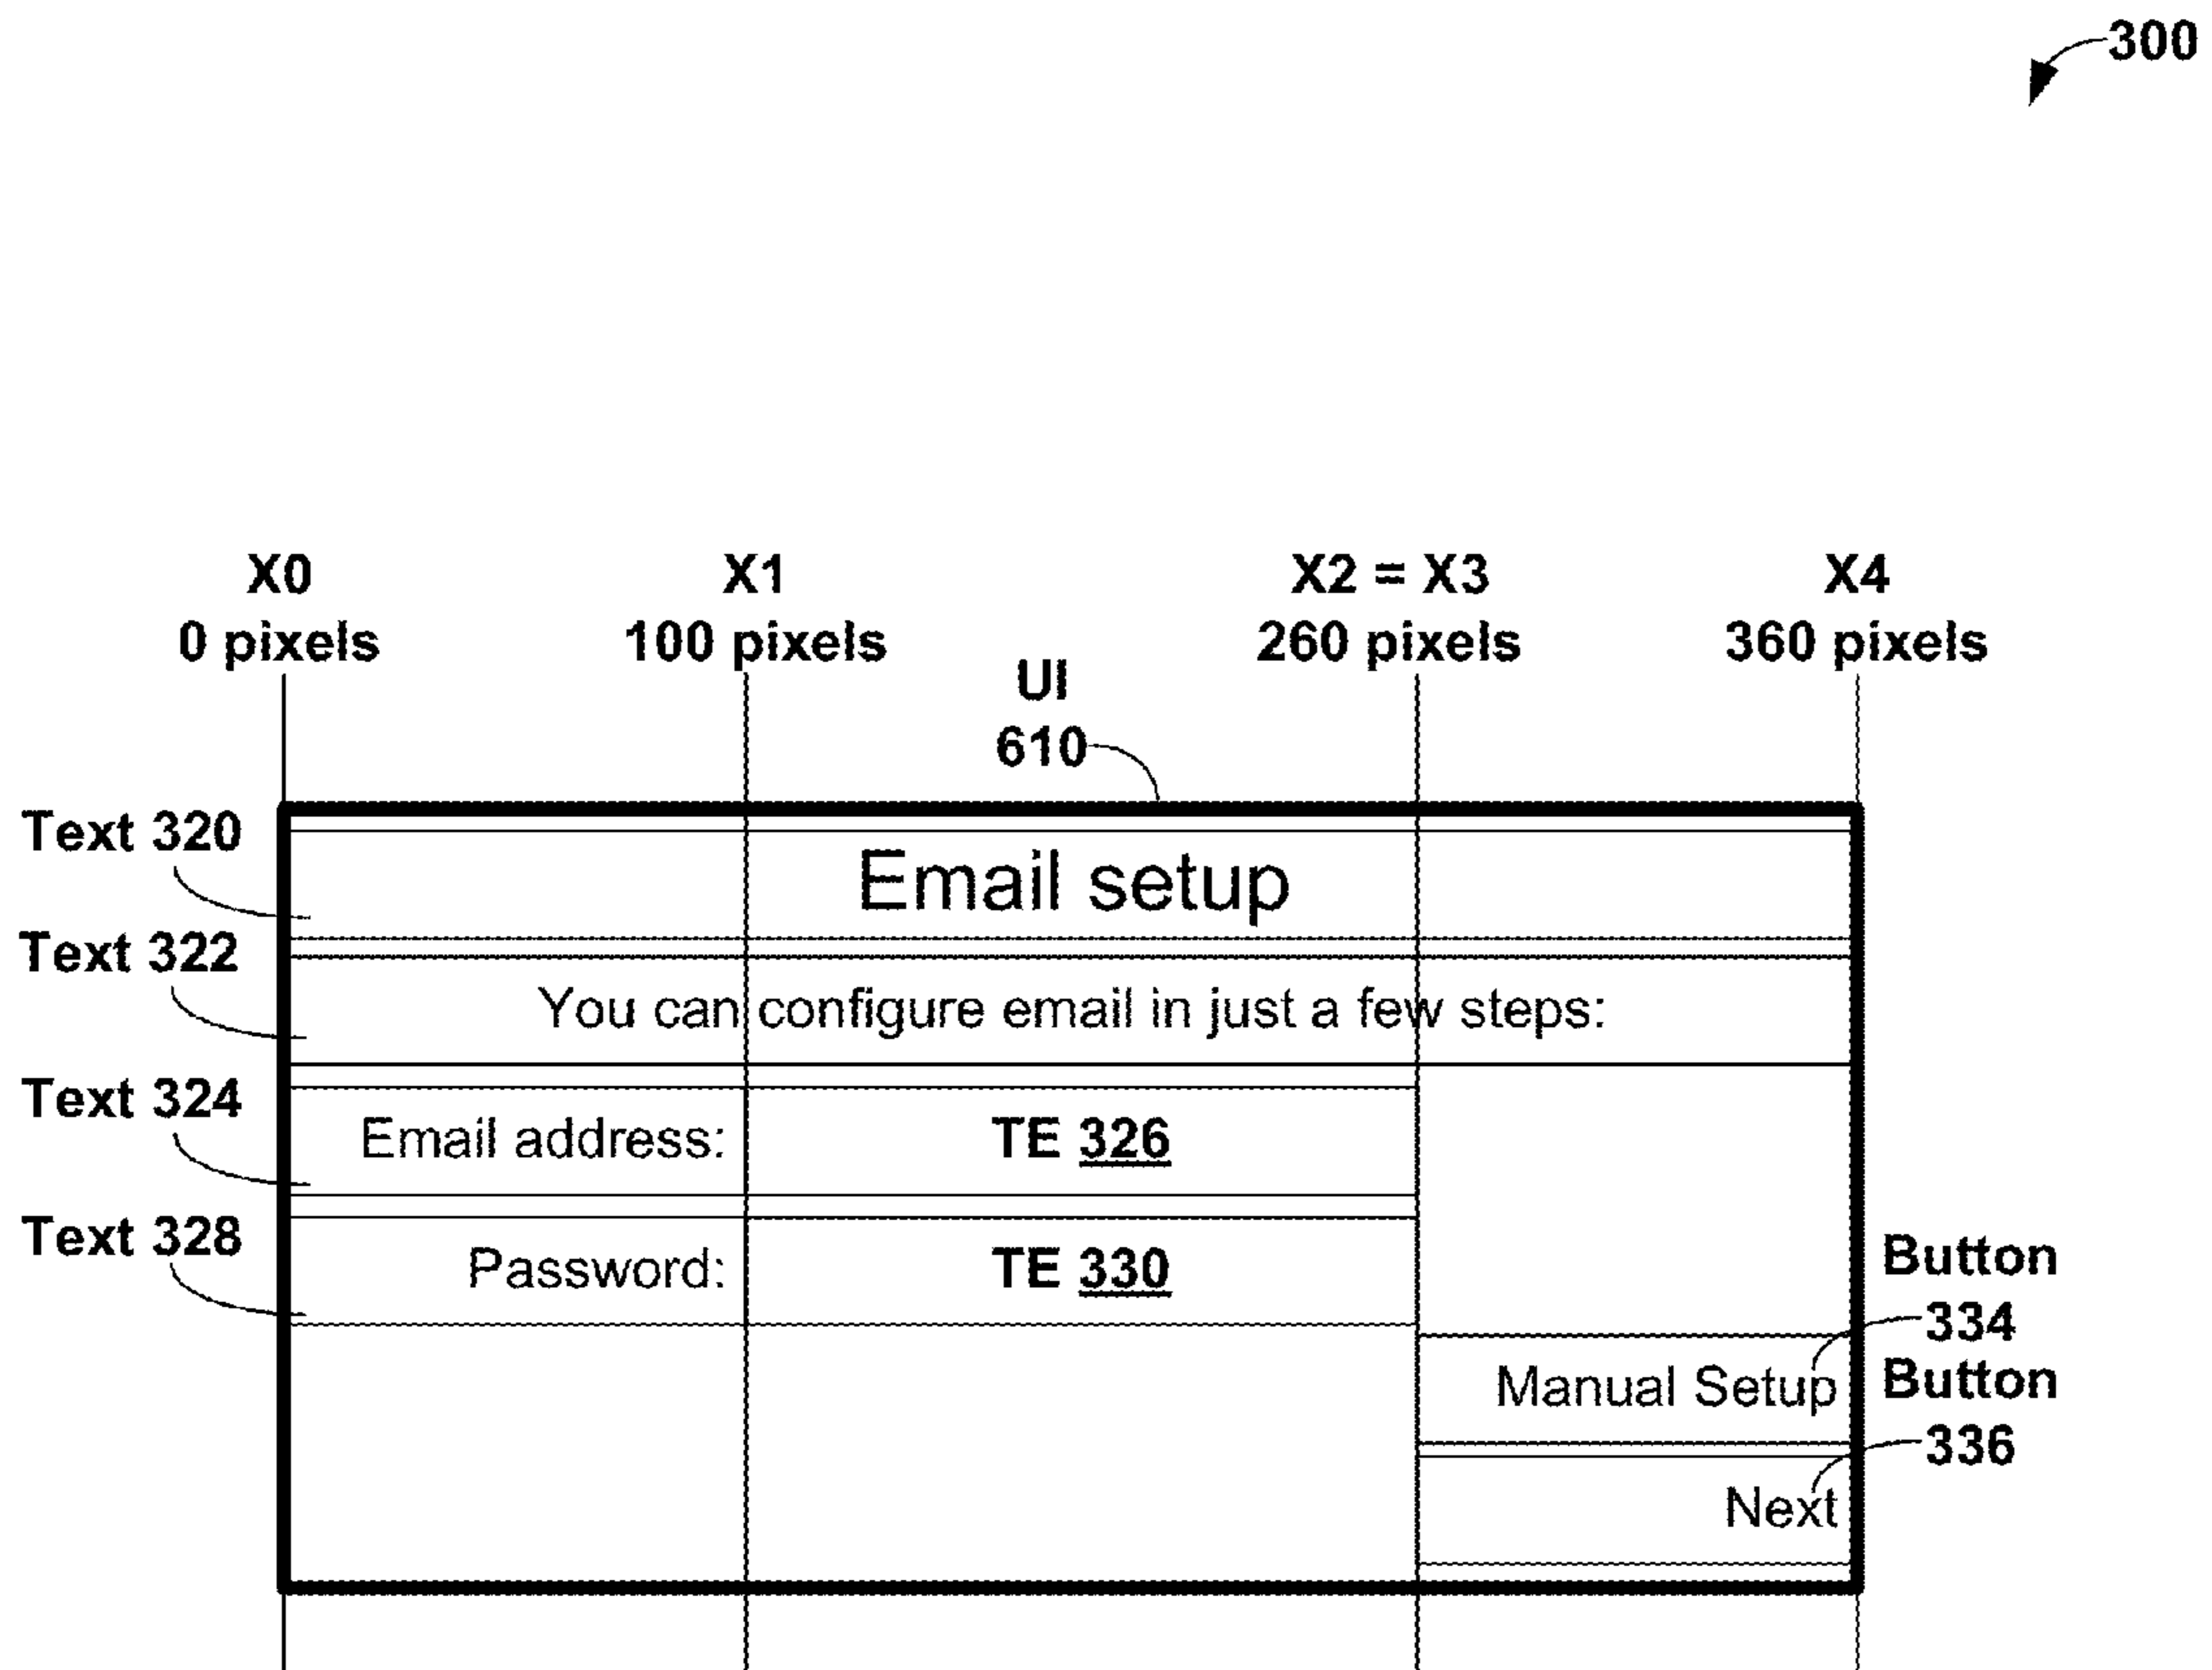 300
X0 X1 X2 = X3 X4
0 pixels 100 pixels 260 pixels 360 pixels
UI
610
Text 320
Email setup
Text 322
You can configure email in just a few steps:
Text 324
Email address: TE 326
Text 328
Password: TE 330
Button
334
Manual Setup
Button
336
Next